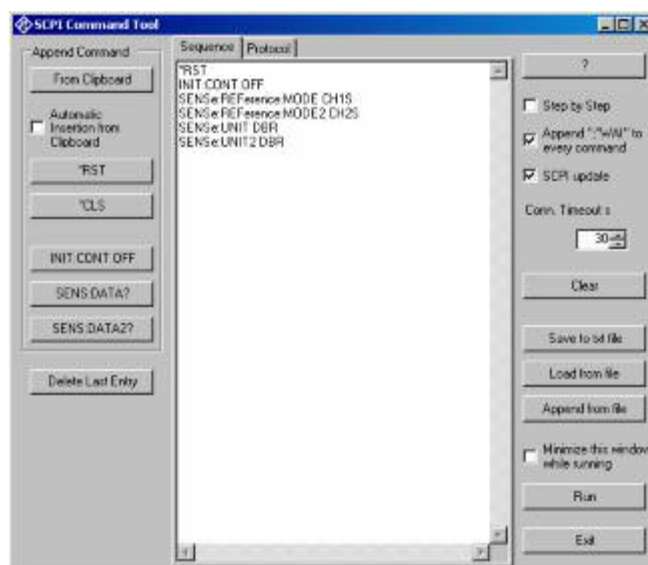 SCPI Command Tool
Append Command
From Clipboard
Automatic
Insertion from
Clipboard
*RST
*CLS
INIT CONT OFF
SENS:DATA?
SENS:DATA2?
Delete Last Entry
Sequence
Protocol
*RST
INIT CONT OFF
SENSe:REFerence:MODE CH1S
SENSe:REFerence:MODE2 CH2S
SENSe:UNIT DBR
SENSe:UNIT2 DBR
?
Step by Step
Append ";*WAI" to
every command
SCPI update
Conn. Timeout s
30
Clear
Save to txt file
Load from file
Append from file
Minimize this window
while running
Run
Exit